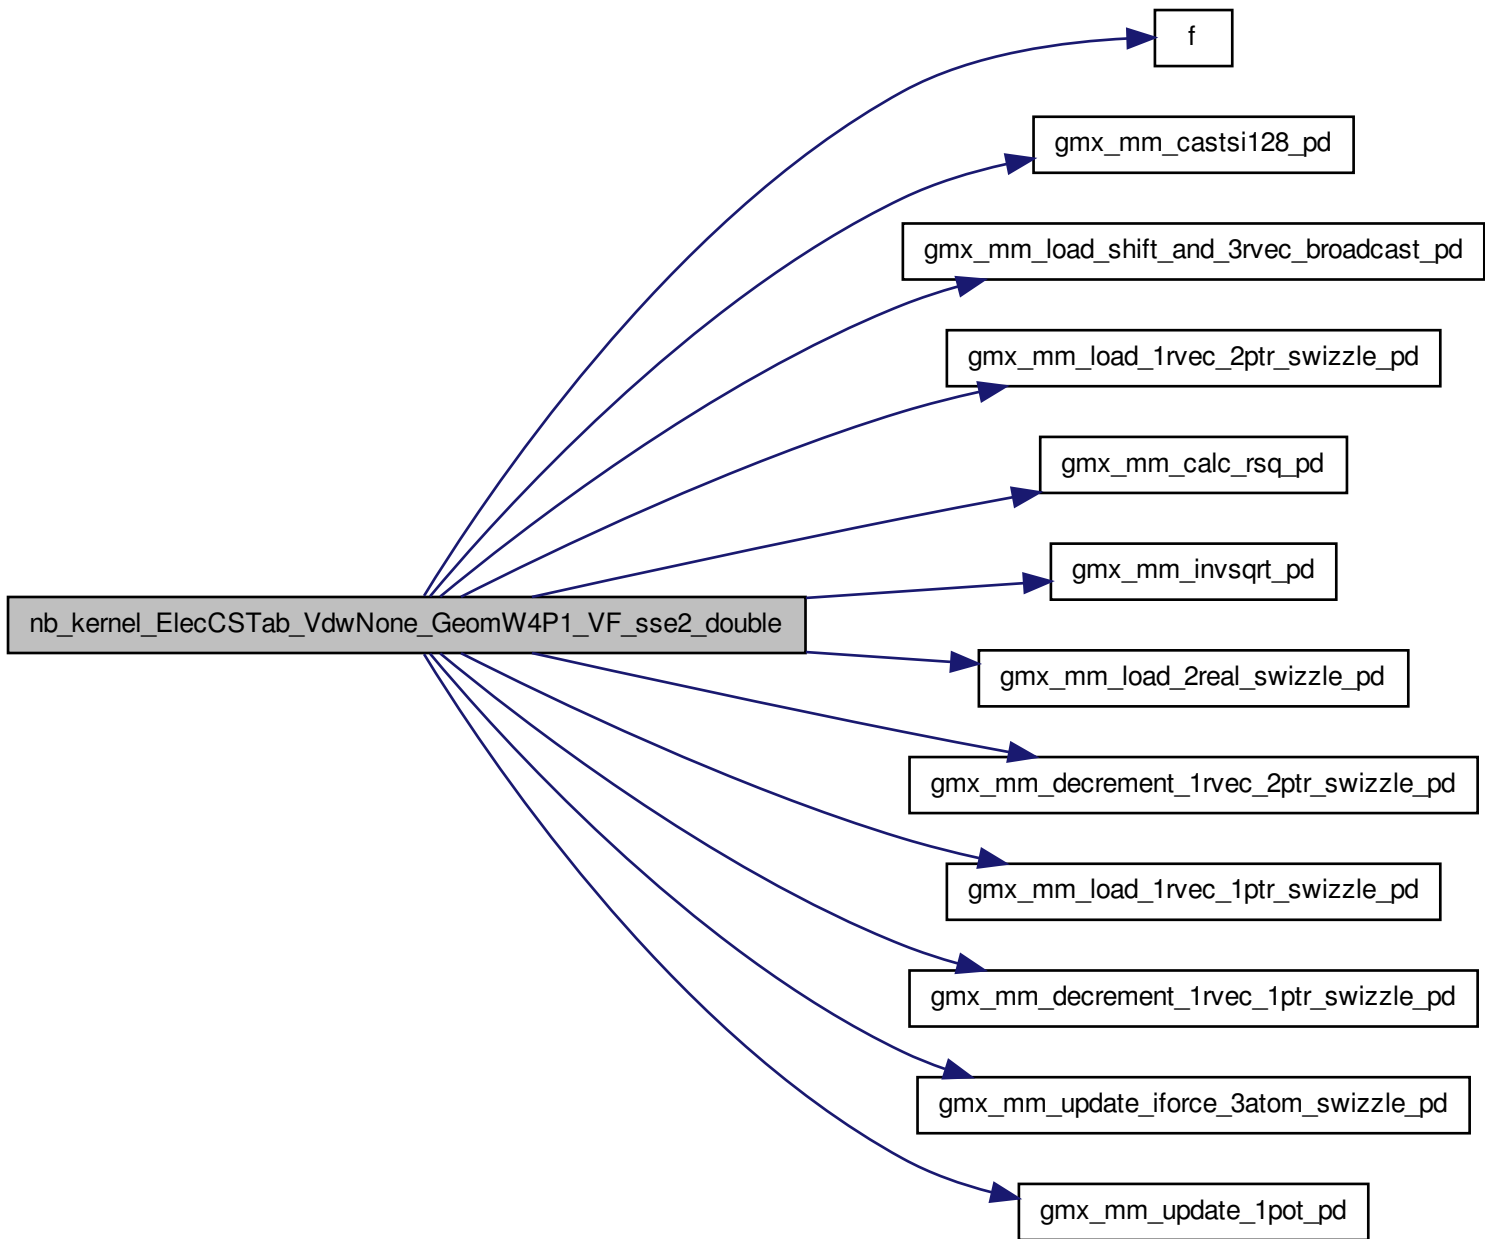 f
gmx_mm_castsi128_pd
gmx_mm_load_shift_and_3rvec_broadcast_pd
gmx_mm_load_1rvec_2ptr_swizzle_pd
gmx_mm_calc_rsq_pd
gmx_mm_invsqrt_pd
nb_kernel_ElecCSTab_VdwNone_GeomW4P1_VF_sse2_double
gmx_mm_load_2real_swizzle_pd
gmx_mm_decrement_1rvec_2ptr_swizzle_pd
gmx_mm_load_1rvec_1ptr_swizzle_pd
gmx_mm_decrement_1rvec_1ptr_swizzle_pd
gmx_mm_update_iforce_3atom_swizzle_pd
gmx_mm_update_1pot_pd